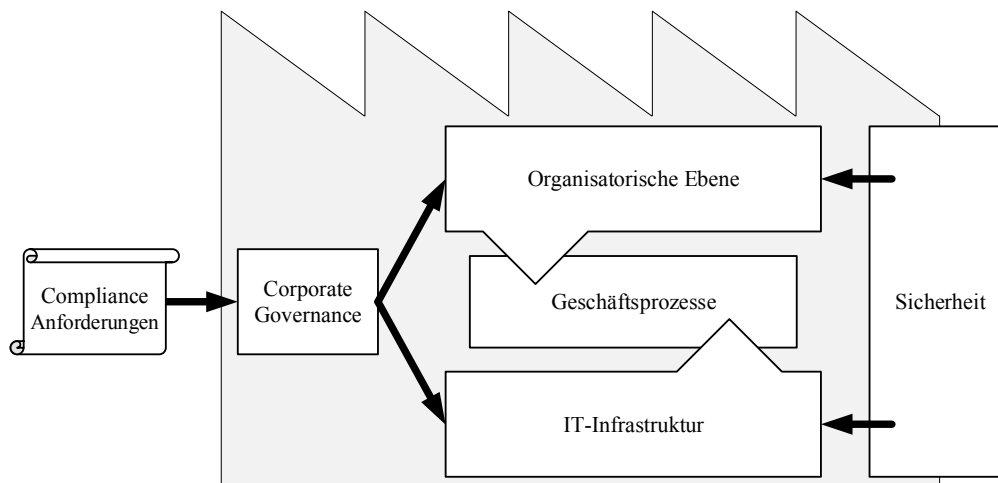 Organisatorische Ebene
Compliance
Anforderungen
Corporate
Governance
Geschäftsprozesse
Sicherheit
IT-Infrastruktur